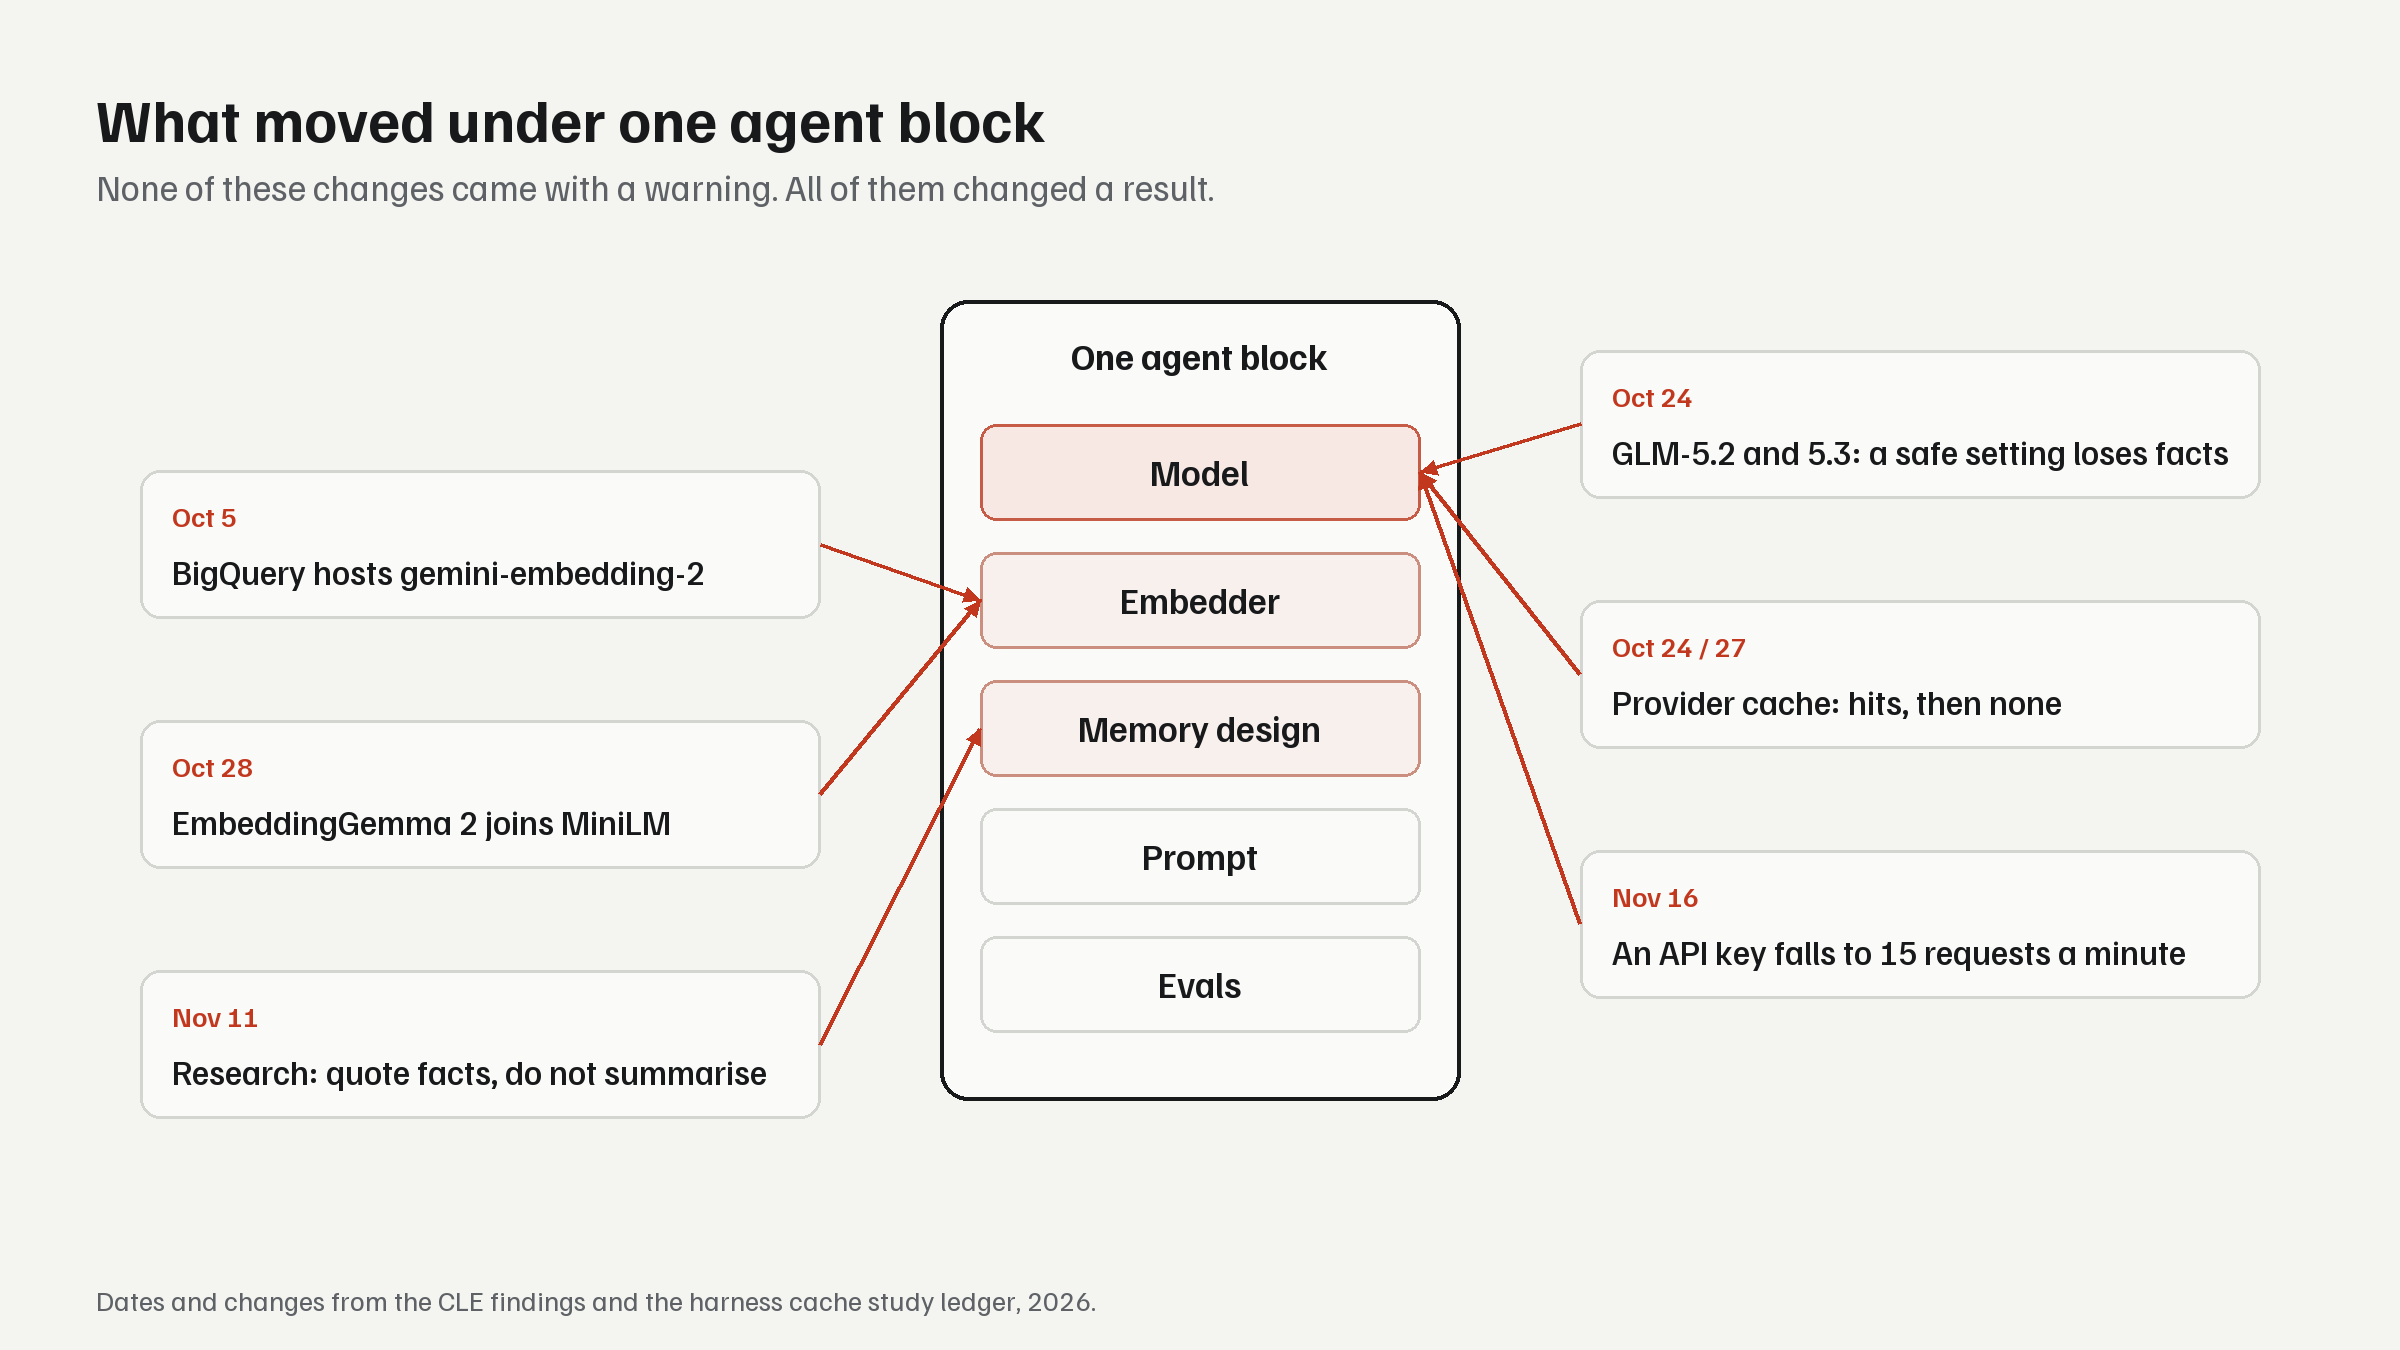 What moved under one agent block
None of these changes came with a warning. All of them changed a result.
Oct 5
BigQuery hosts gemini-embedding-2
Oct 28
EmbeddingGemma 2 joins MiniLM
Nov 11
Research: quote facts, do not summarise
One agent block
Model
Embedder
Memory design
Prompt
Evals
Oct 24
GLM-5.2 and 5.3: a safe setting loses facts
Oct 24 / 27
Provider cache: hits, then none
Nov 16
An API key falls to 15 requests a minute
Dates and changes from the CLE findings and the harness cache study ledger, 2026.